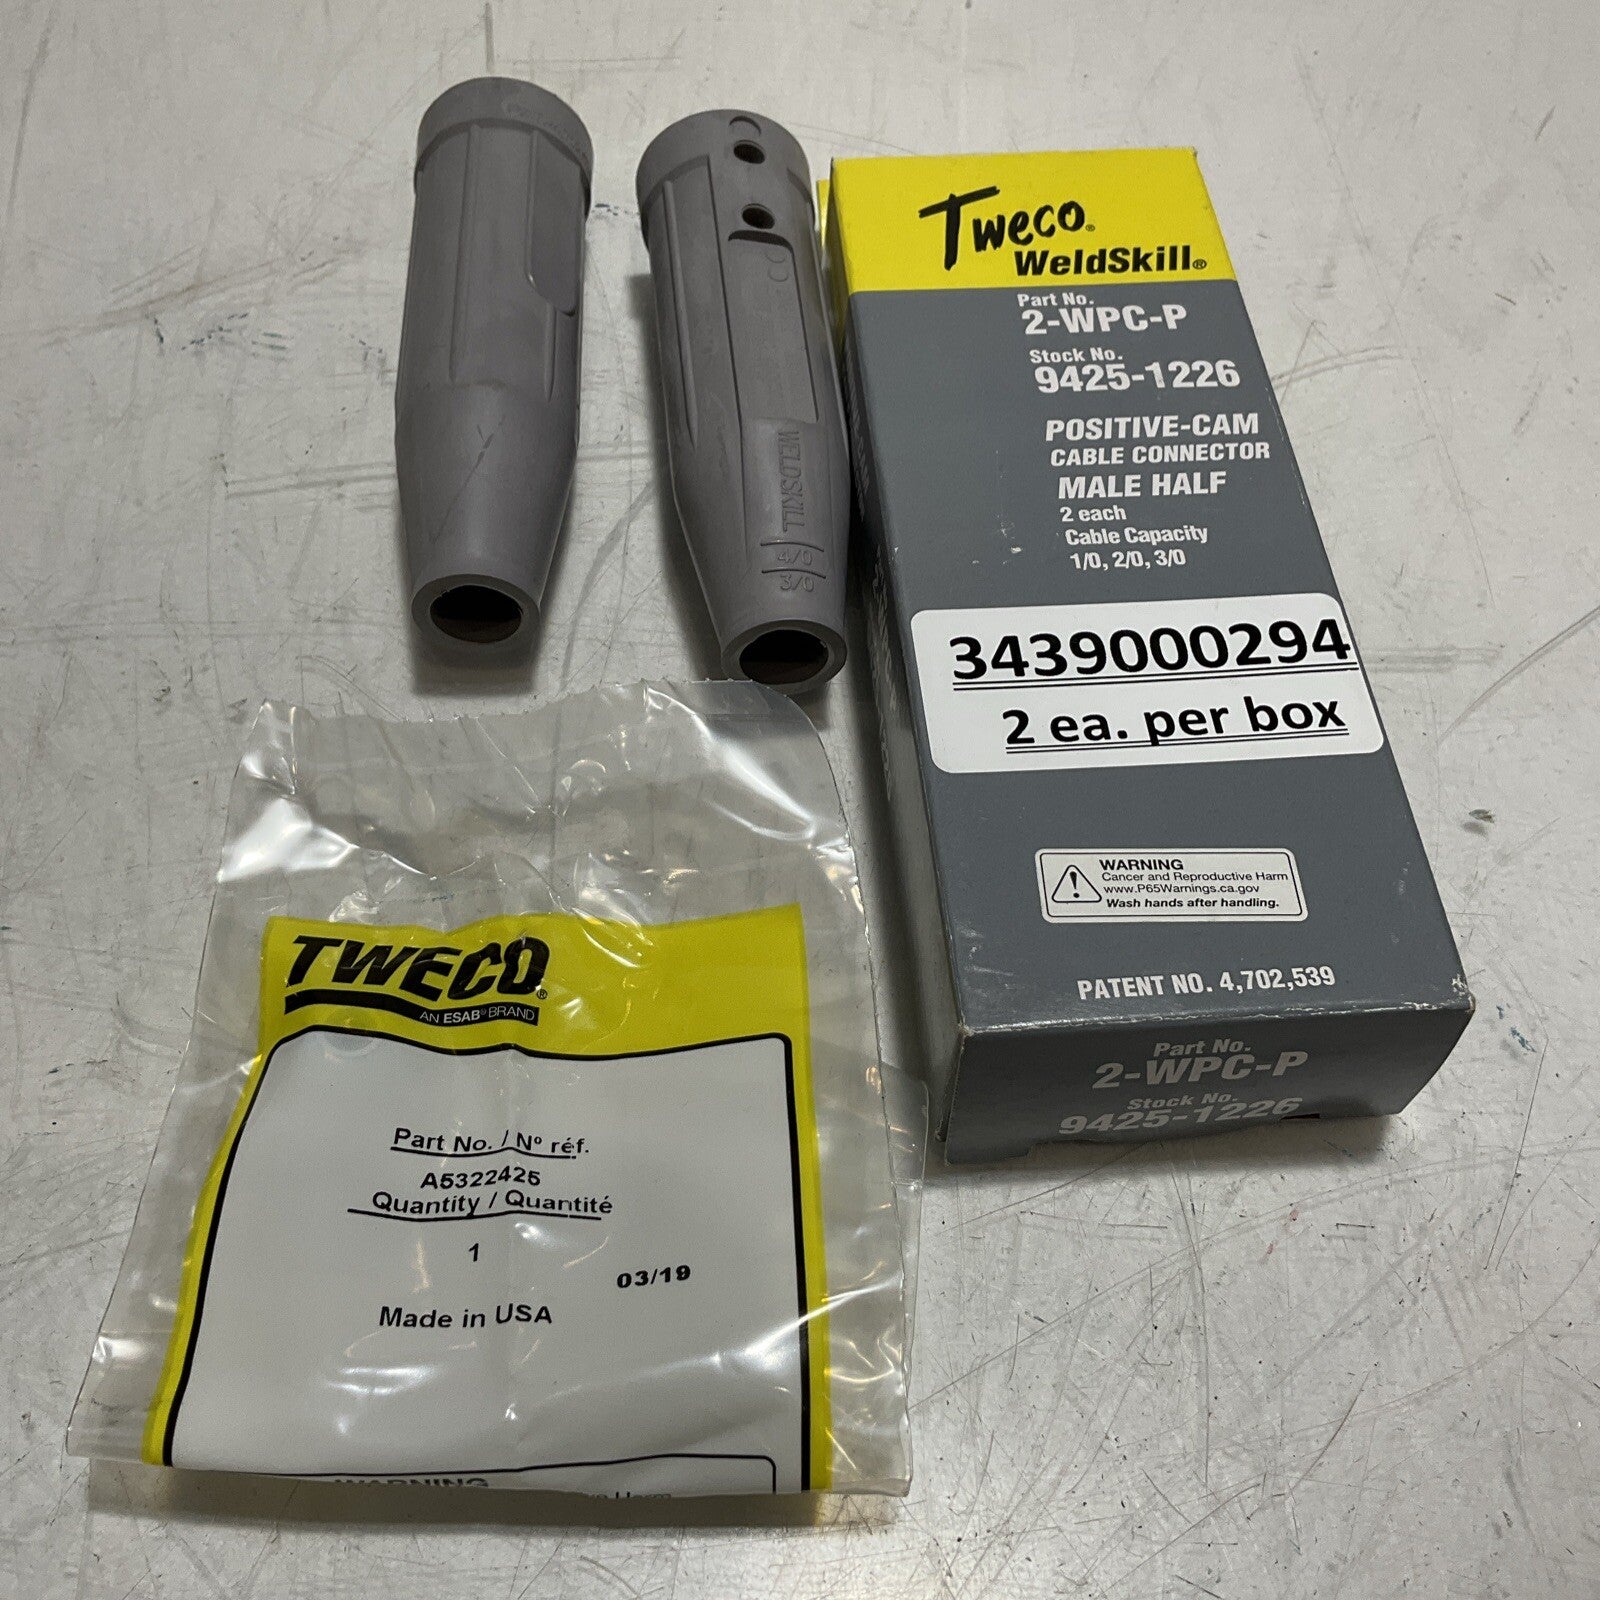 WELDSKILL
4/0
3/0
Tweco®
WeldSkill®
Part No.
2-WPC-P
Stock No.
9425-1226
POSITIVE-CAM
CABLE CONNECTOR
MALE HALF
2 each
Cable Capacity
1/0, 2/0, 3/0
3439000294
2 ea. per box
WARNING
Cancer and Reproductive Harm
www.P65Warnings.ca.gov
Wash hands after handling.
PATENT NO. 4,702,539
Part No.
2-WPC-P
Stock No.
9425-1226
TWECO®
AN ESAB® BRAND
Part No. / Nº réf.
A5322425
Quantity / Quantité
1
03/19
Made in USA
WARNING
Harm